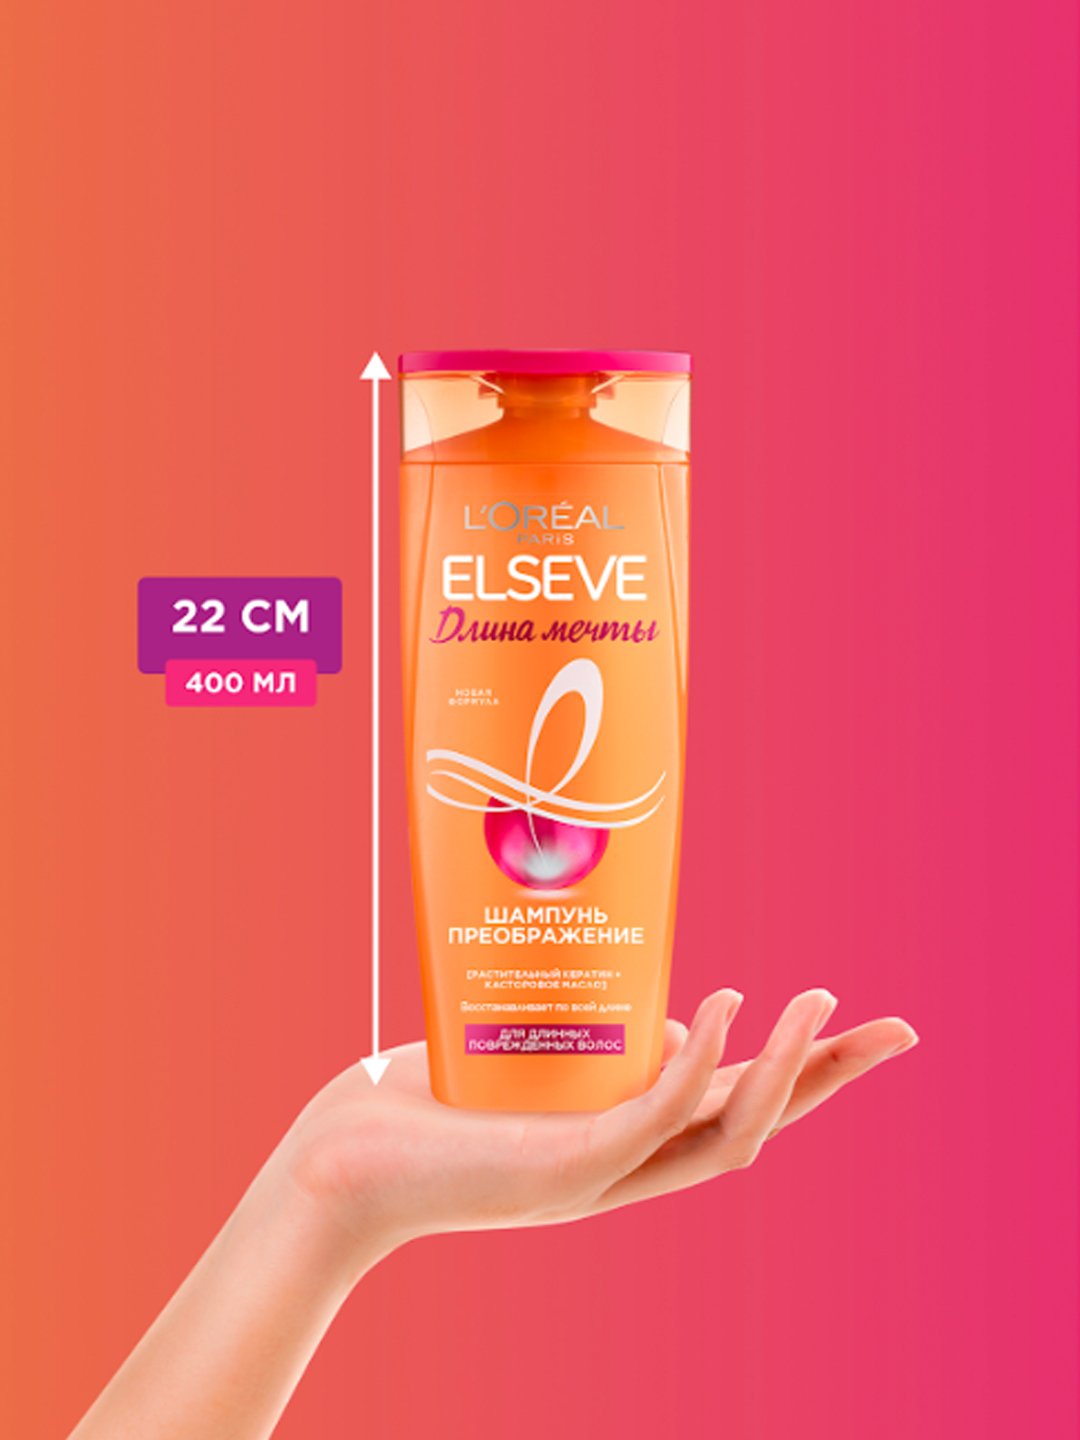 22 СМ
400 МЛ
L'ORÉAL
PARIS
ELSEVE
Длина мечты
НОВАЯ
ФОРМУЛА
ШАМПУНЬ
ПРЕОБРАЖЕНИЕ
[РАСТИТЕЛЬНЫЙ КЕРАТИН +
КАСТОРОВОЕ МАСЛО]
Восстанавливает по всей длине
ДЛЯ ДЛИННЫХ
ПОВРЕЖДЕННЫХ ВОЛОС